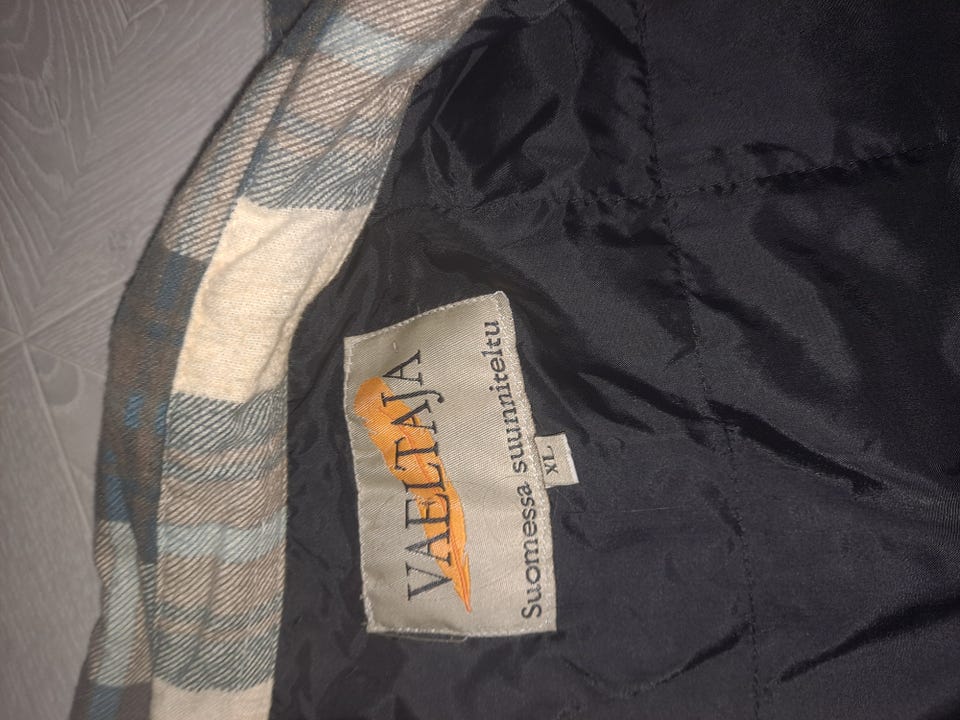 VAELTAJA
Suomessa suunniteltu
XL